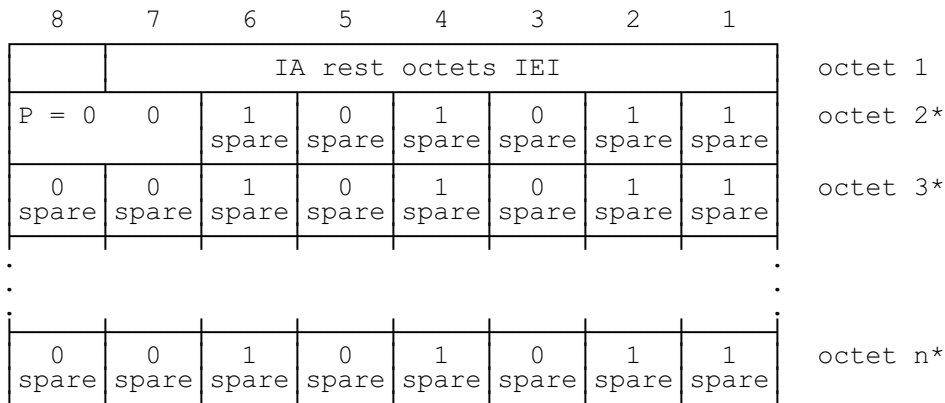 8 7 6 5 4 3 2 1
IA rest octets IEI octet 1
P = 0 0 1 0 1 0 1 1 octet 2*
spare spare spare spare spare spare
0 0 1 0 1 0 1 1 octet 3*
spare spare spare spare spare spare spare spare
0 0 1 0 1 0 1 1 octet n*
spare spare spare spare spare spare spare spare